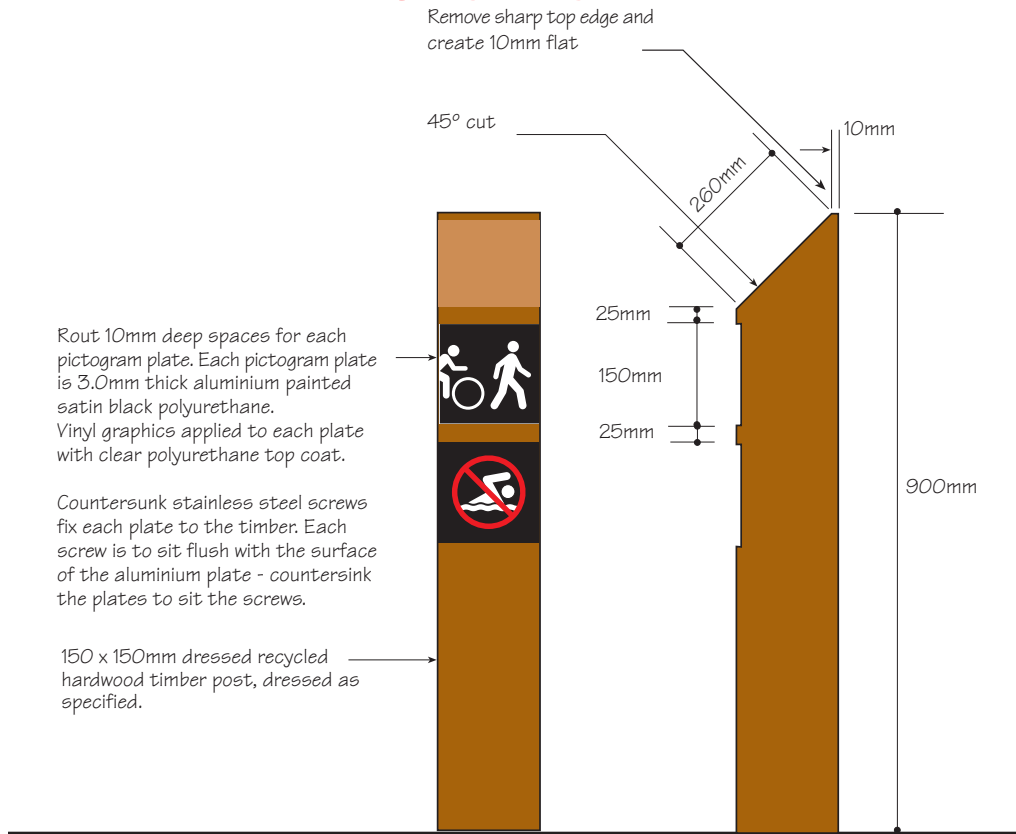 Remove sharp top edge and
create 10mm flat
45º cut
10mm
260mm
25mm
150mm
25mm
900mm
Rout 10mm deep spaces for each
pictogram plate. Each pictogram plate
is 3.0mm thick aluminium painted
satin black polyurethane.
Vinyl graphics applied to each plate
with clear polyurethane top coat.
Countersunk stainless steel screws
fix each plate to the timber. Each
screw is to sit flush with the surface
of the aluminium plate - countersink
the plates to sit the screws.
150 x 150mm dressed recycled
hardwood timber post, dressed as
specified.